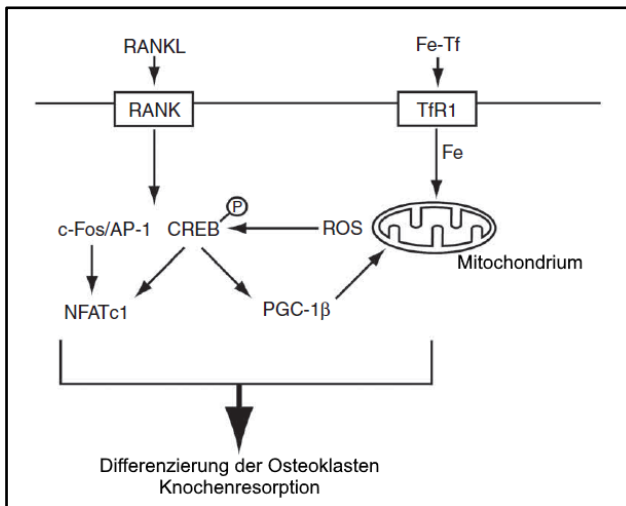 RANKL Fe-Tf
RANK TfR1
Fe
P
c-Fos/AP-1 CREB ROS
Mitochondrium
NFATc1 PGC-1β
Differenzierung der Osteoklasten
Knochenresorption